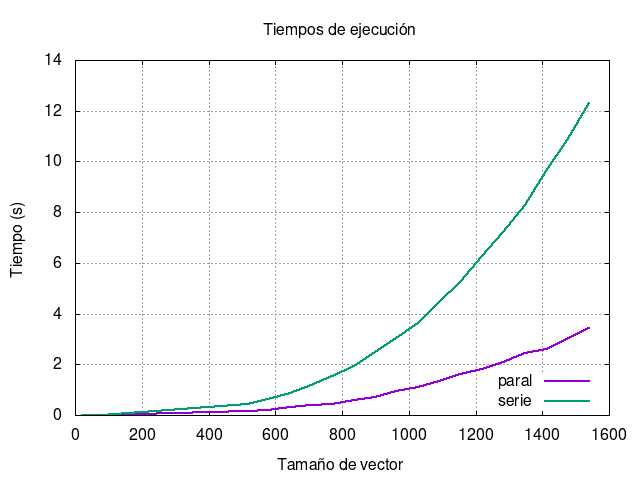 Tiempos de ejecución
14
12
10
8
6
4
2
0
Tiempo (s)
paral
serie
0 200 400 600 800 1000 1200 1400 1600
Tamaño de vector